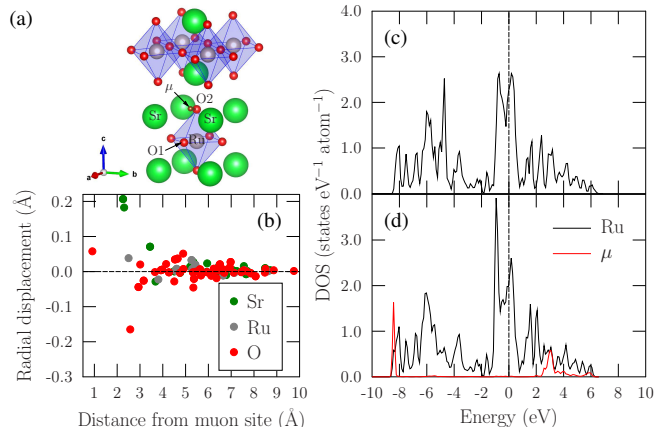 (a)
μ
O2
Sr
Sr
Ru
O1
c
a
b
(b)
Radial displacement (Å)
0.2
0.1
0.0
-0.1
-0.2
-0.3
Sr
Ru
O
0 1 2 3 4 5 6 7 8 9 10
Distance from muon site (Å)
(c)
4.0
3.0
2.0
1.0
0.0
(d)
DOS (states eV⁻¹ atom⁻¹)
Ru
μ
3.0
2.0
1.0
0.0
-10 -8 -6 -4 -2 0 2 4 6 8 10
Energy (eV)